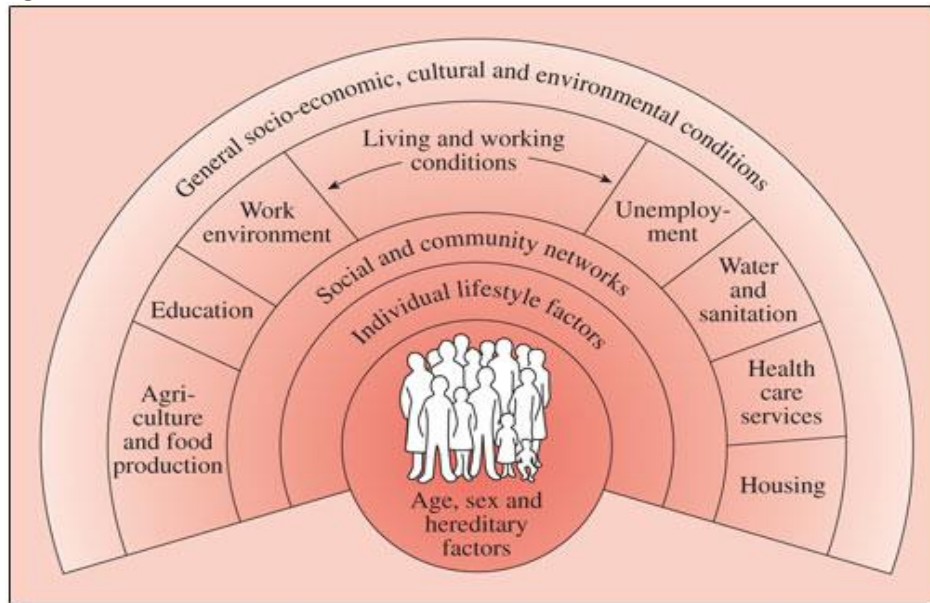 General socio-economic, cultural and environmental conditions
Living and working
conditions
Work
environment
Unemploy-
ment
Education
Water
and
sanitation
Agri-
culture
and food
production
Health
care
services
Housing
Social and community networks
Individual lifestyle factors
Age, sex and
hereditary
factors